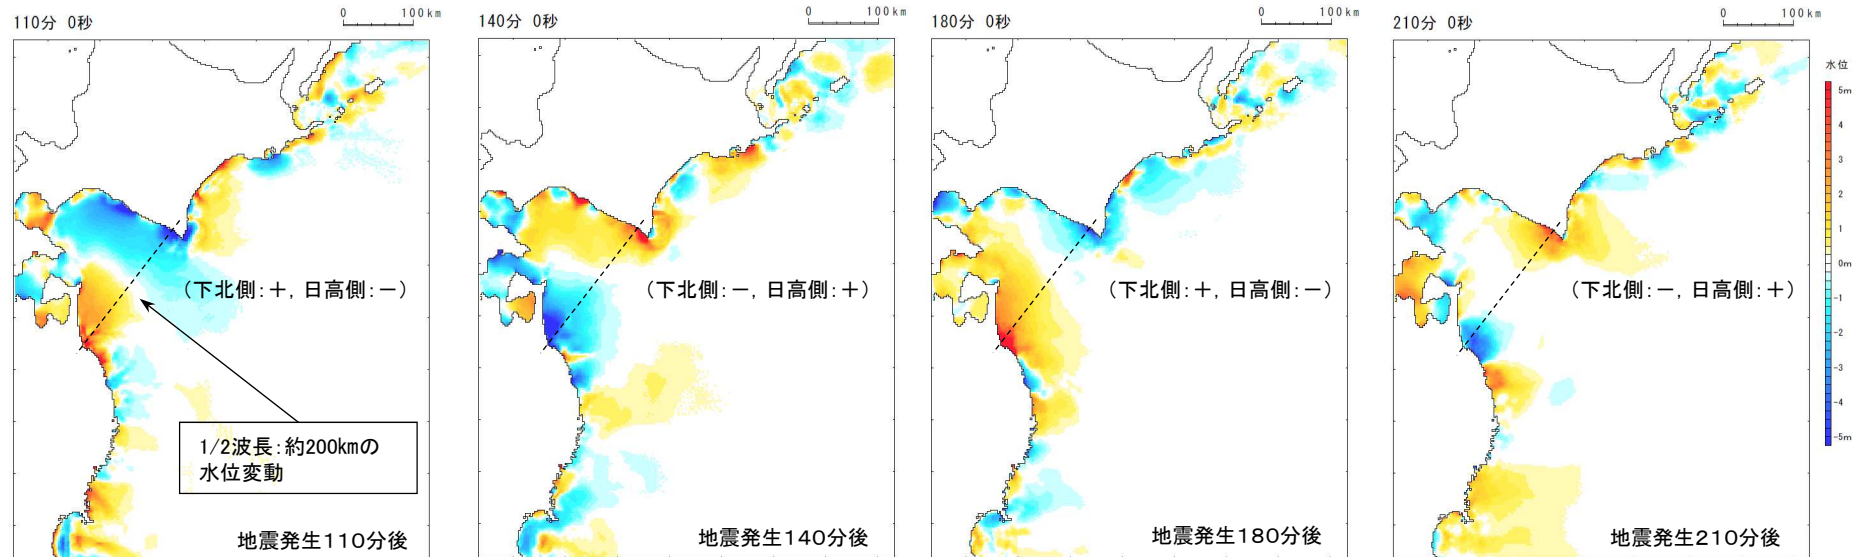 110分 0秒
0 100km
(下北側:+, 日高側:-)
1/2波長:約200kmの
水位変動
地震発生110分後
140分 0秒
0 100km
(下北側:-, 日高側:+)
地震発生140分後
180分 0秒
0 100km
(下北側:+, 日高側:-)
地震発生180分後
210分 0秒
0 100km
(下北側:-, 日高側:+)
地震発生210分後
水位
5m
4
3
2
1
0m
-1
-2
-3
-4
-5m